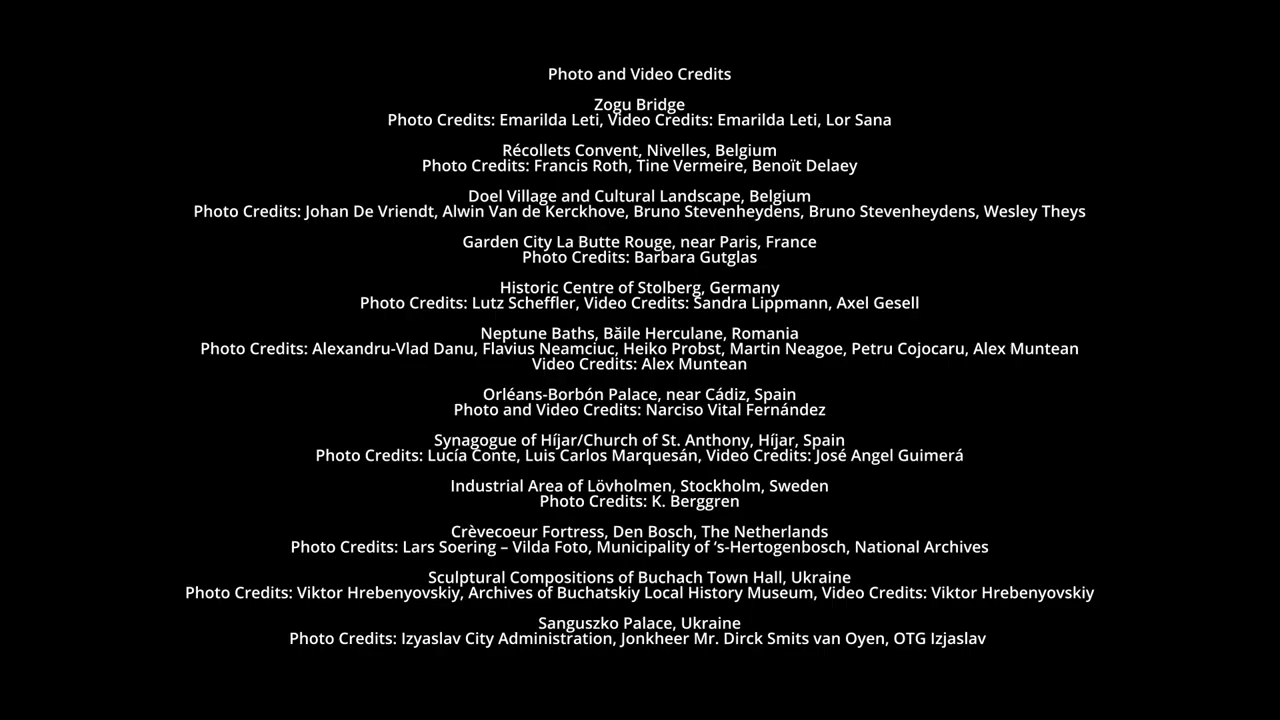 Photo and Video Credits
Zogu Bridge
Photo Credits: Emarilda Leti, Video Credits: Emarilda Leti, Lor Sana
Récollets Convent, Nivelles, Belgium
Photo Credits: Francis Roth, Tine Vermeire, Benoït Delaey
Doel Village and Cultural Landscape, Belgium
Photo Credits: Johan De Vriendt, Alwin Van de Kerckhove, Bruno Stevenheydens, Bruno Stevenheydens, Wesley Theys
Garden City La Butte Rouge, near Paris, France
Photo Credits: Barbara Gutglas
Historic Centre of Stolberg, Germany
Photo Credits: Lutz Scheffler, Video Credits: Sandra Lippmann, Axel Gesell
Neptune Baths, Băile Herculane, Romania
Photo Credits: Alexandru-Vlad Danu, Flavius Neamciuc, Heiko Probst, Martin Neagoe, Petru Cojocaru, Alex Muntean
Video Credits: Alex Muntean
Orléans-Borbón Palace, near Cádiz, Spain
Photo and Video Credits: Narciso Vital Fernández
Synagogue of Híjar/Church of St. Anthony, Híjar, Spain
Photo Credits: Lucía Conte, Luis Carlos Marquesán, Video Credits: José Angel Guimerá
Industrial Area of Lövholmen, Stockholm, Sweden
Photo Credits: K. Berggren
Crèvecoeur Fortress, Den Bosch, The Netherlands
Photo Credits: Lars Soering – Vilda Foto, Municipality of ‘s-Hertogenbosch, National Archives
Sculptural Compositions of Buchach Town Hall, Ukraine
Photo Credits: Viktor Hrebenyovskiy, Archives of Buchatskiy Local History Museum, Video Credits: Viktor Hrebenyovskiy
Sanguszko Palace, Ukraine
Photo Credits: Izyaslav City Administration, Jonkheer Mr. Dirck Smits van Oyen, OTG Izjaslav